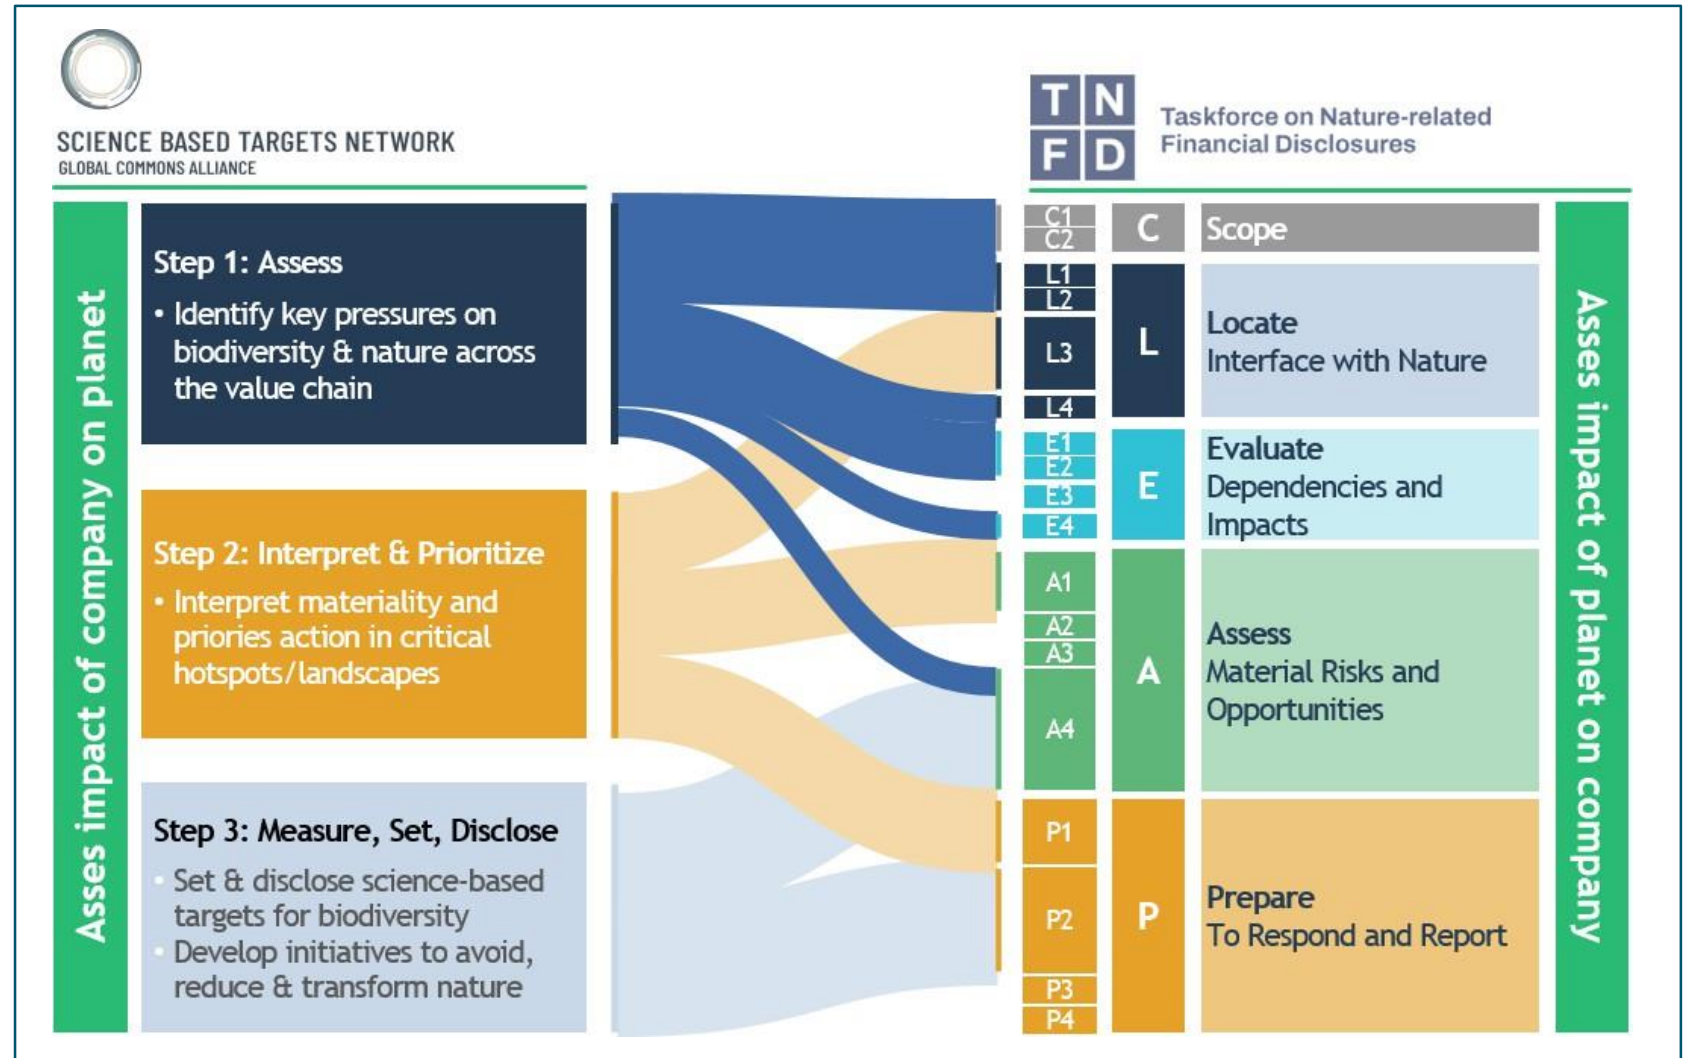 SCIENCE BASED TARGETS NETWORK
GLOBAL COMMONS ALLIANCE
T N
F D
Taskforce on Nature-related
Financial Disclosures
Asses impact of company on planet
Step 1: Assess
• Identify key pressures on
biodiversity & nature across
the value chain
Step 2: Interpret & Prioritize
• Interpret materiality and
priories action in critical
hotspots/landscapes
Step 3: Measure, Set, Disclose
• Set & disclose science-based
targets for biodiversity
• Develop initiatives to avoid,
reduce & transform nature
C1
C2
C
Scope
L1
L2
L3
L4
L
Locate
Interface with Nature
E1
E2
E3
E4
E
Evaluate
Dependencies and
Impacts
A1
A2
A3
A4
A
Assess
Material Risks and
Opportunities
P1
P2
P3
P4
P
Prepare
To Respond and Report
Asses impact of planet on company